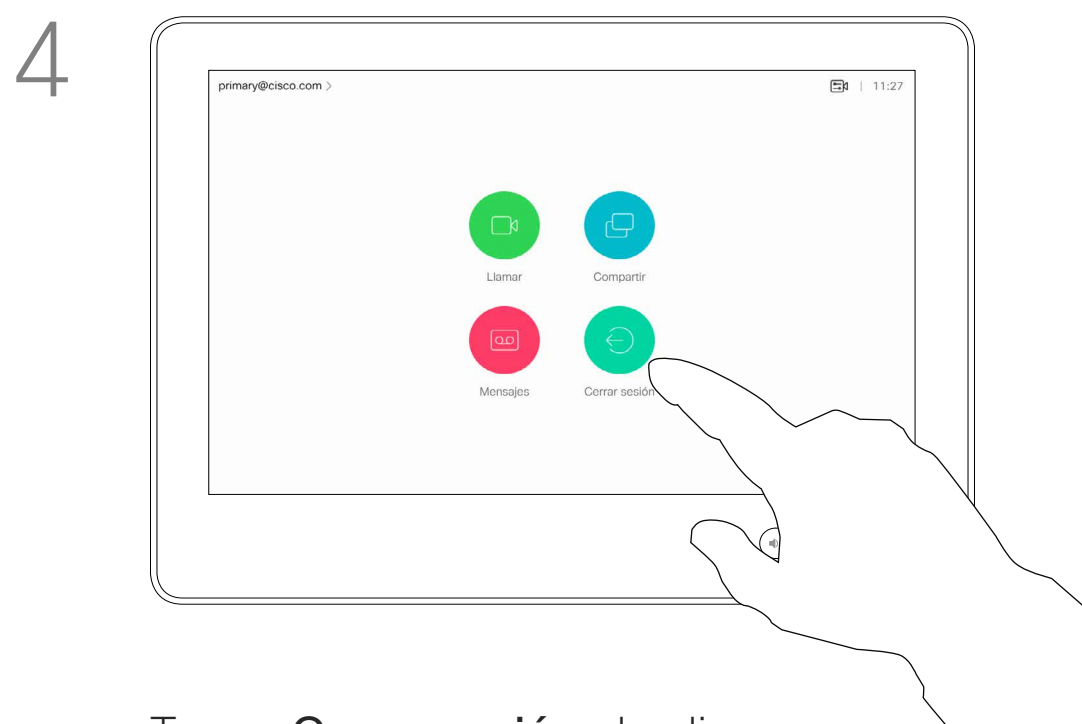 4
primary@cisco.com >
11:27
Llamar
Compartir
Mensajes
Cerrar sesión